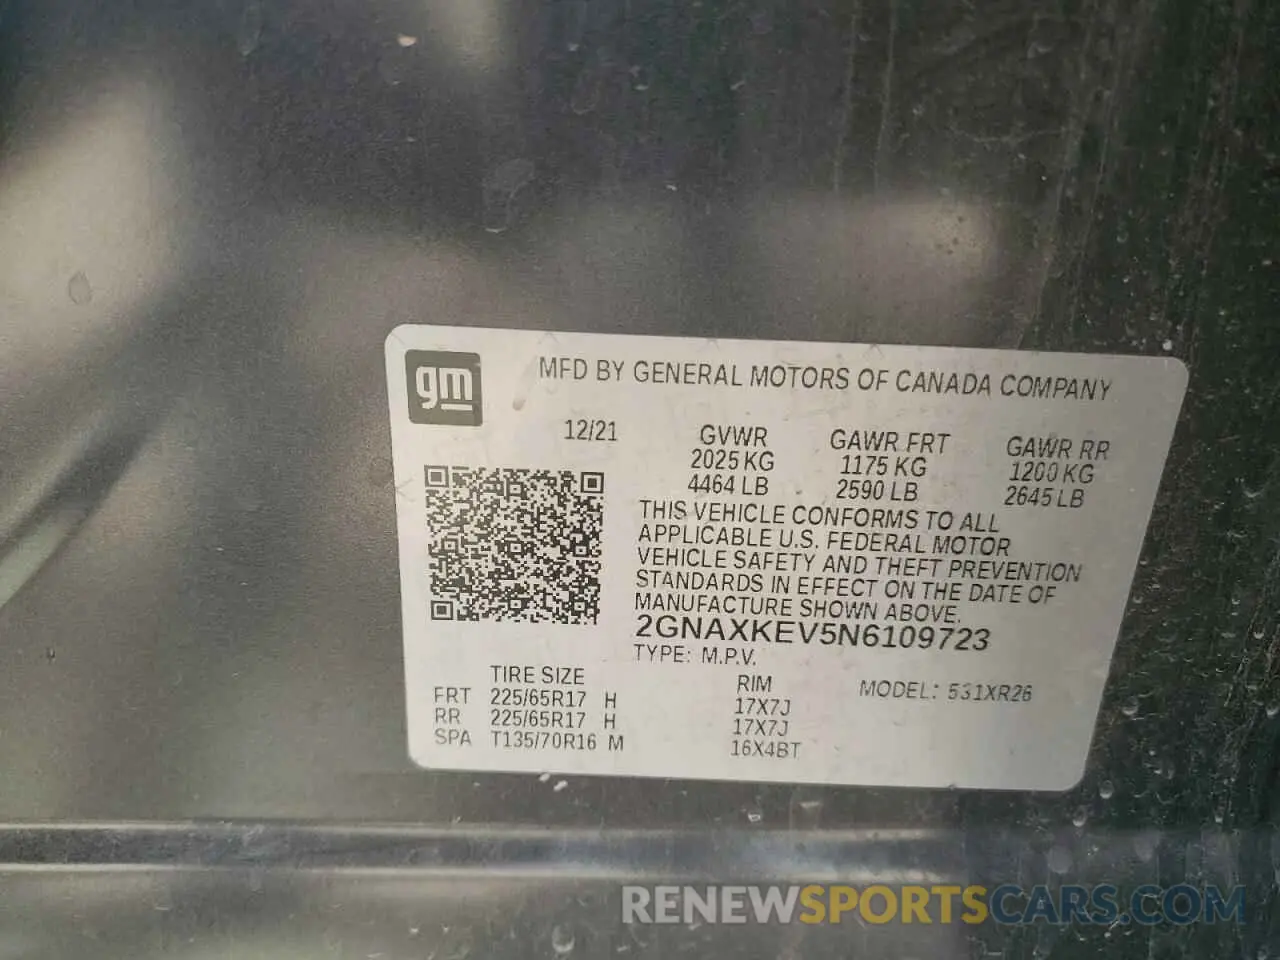 gm
MFD BY GENERAL MOTORS OF CANADA COMPANY
12/21 GVWR GAWR FRT GAWR RR
2025 KG 1175 KG 1200 KG
4464 LB 2590 LB 2645 LB
THIS VEHICLE CONFORMS TO ALL
APPLICABLE U.S. FEDERAL MOTOR
VEHICLE SAFETY AND THEFT PREVENTION
STANDARDS IN EFFECT ON THE DATE OF
MANUFACTURE SHOWN ABOVE.
2GNAXKEV5N6109723
TYPE: M.P.V.
TIRE SIZE RIM MODEL: 531XR26
FRT 225/65R17 H 17X7J
RR 225/65R17 H 17X7J
SPA T135/70R16 M 16X4BT
RENEWSPORTSCARS.COM